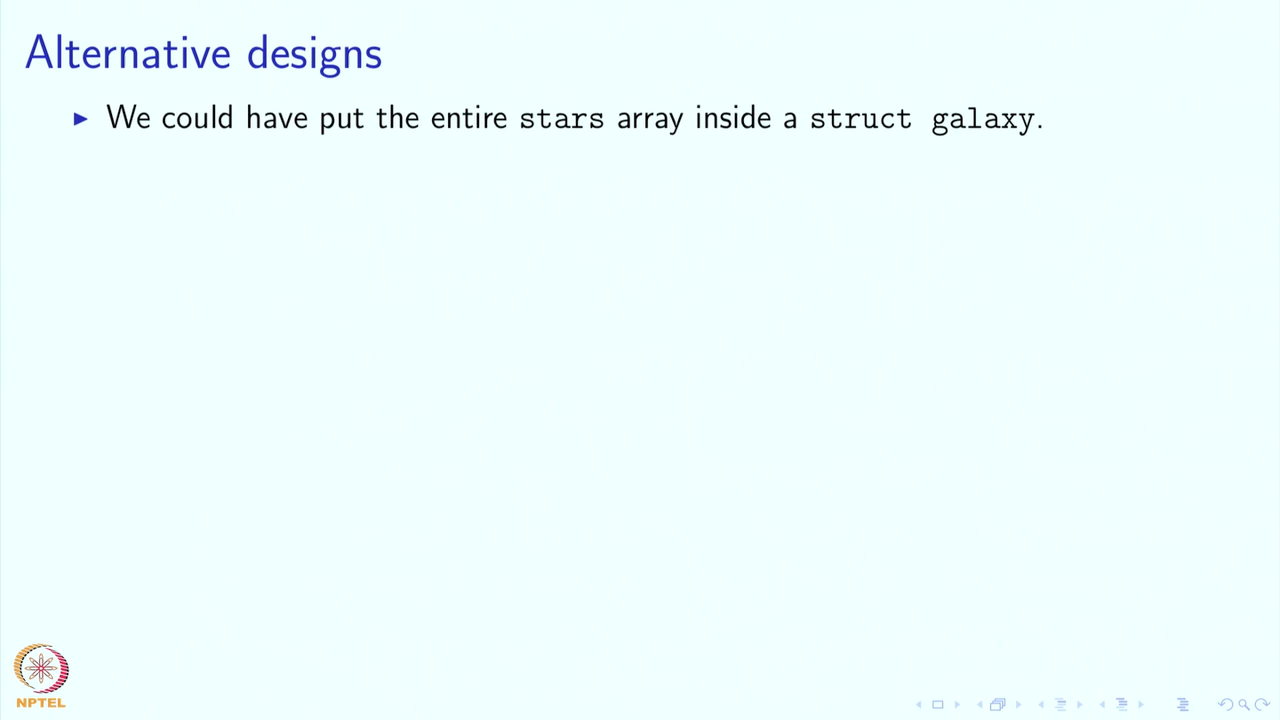 Alternative designs
▶ We could have put the entire stars array inside a struct galaxy.
NPTEL